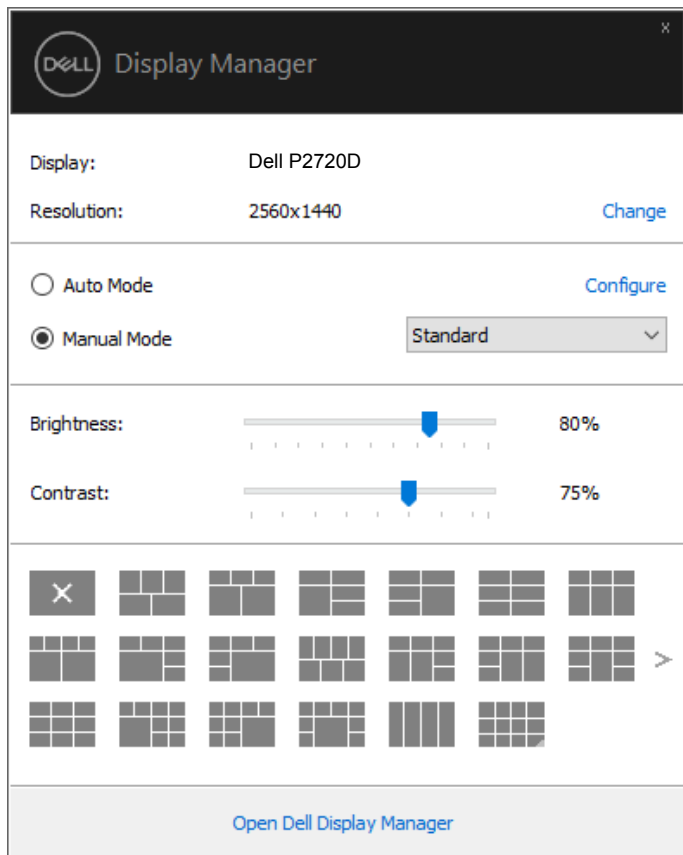 x
DELL Display Manager
Display: Dell P2720D
Resolution: 2560x1440 Change
Auto Mode Configure
Manual Mode Standard
Brightness: 80%
Contrast: 75%
>
Open Dell Display Manager